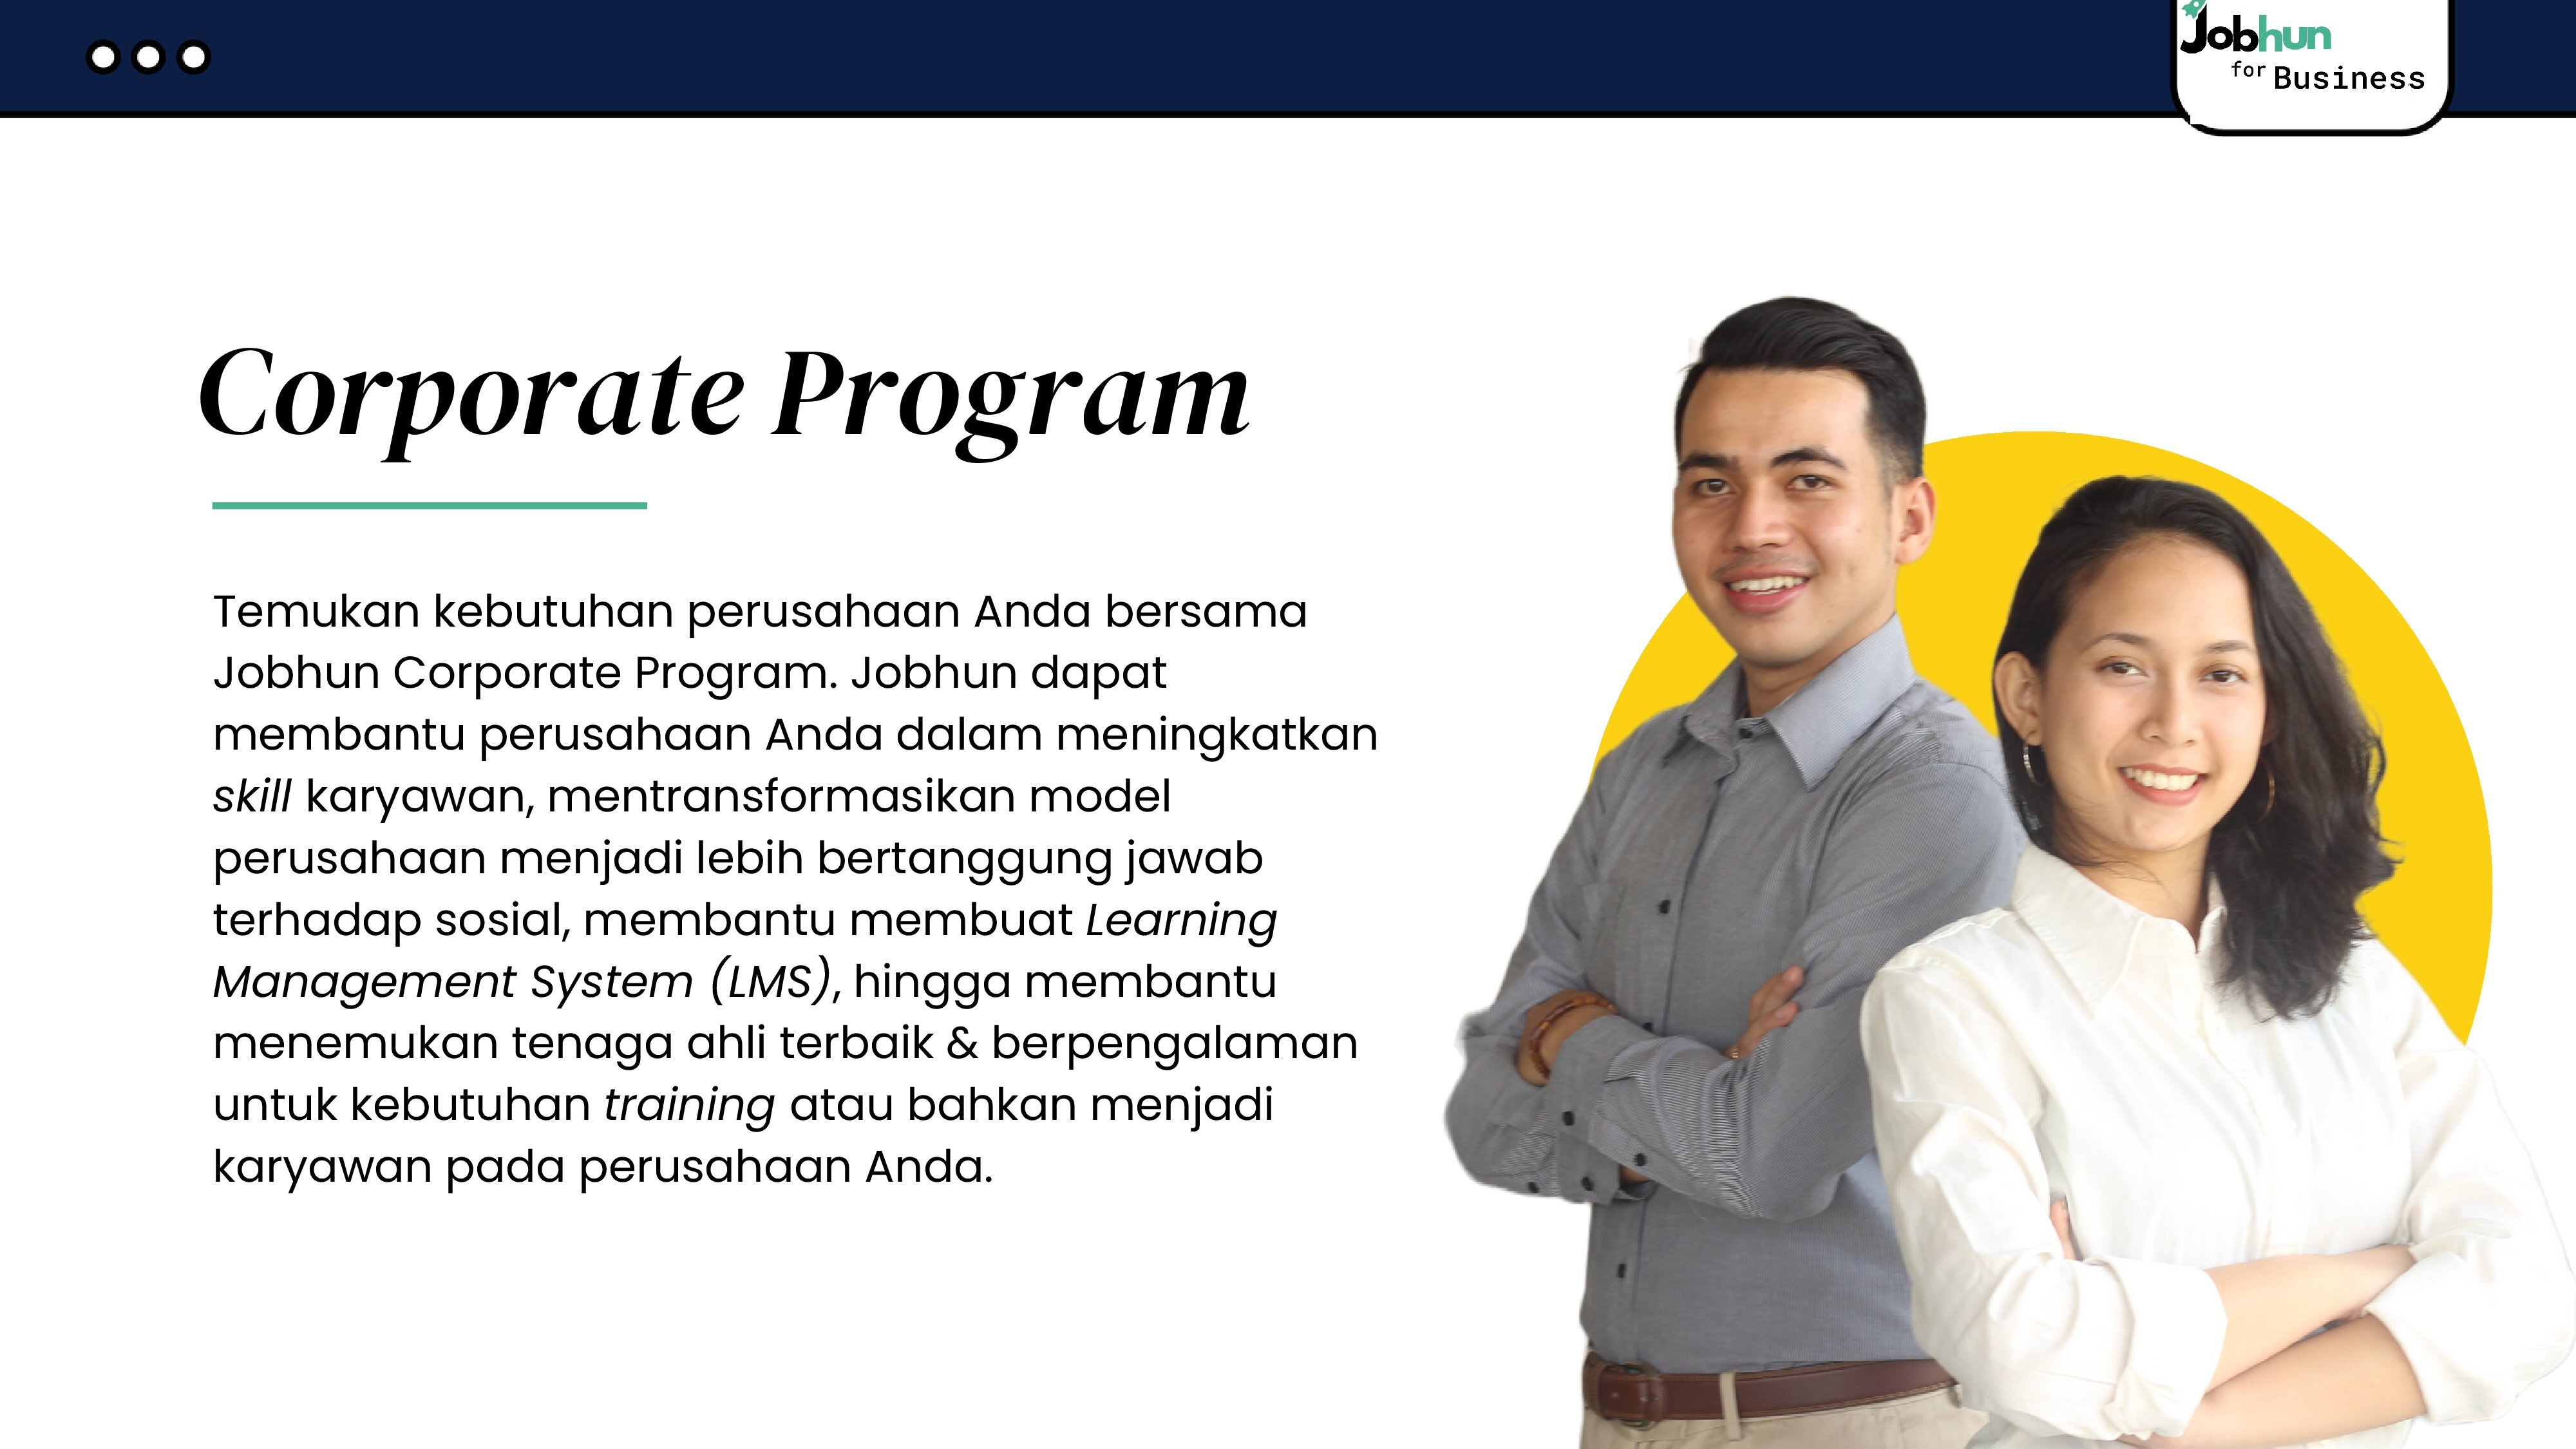 Jobhun
for Business
Corporate Program
Temukan kebutuhan perusahaan Anda bersama
Jobhun Corporate Program. Jobhun dapat
membantu perusahaan Anda dalam meningkatkan
skill karyawan, mentransformasikan model
perusahaan menjadi lebih bertanggung jawab
terhadap sosial, membantu membuat Learning
Management System (LMS), hingga membantu
menemukan tenaga ahli terbaik & berpengalaman
untuk kebutuhan training atau bahkan menjadi
karyawan pada perusahaan Anda.